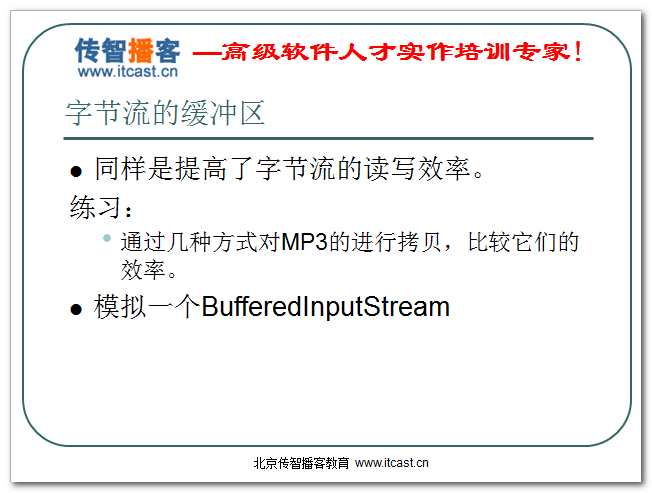 传智播客 —高级软件人才实作培训专家!
www.itcast.cn
字节流的缓冲区
● 同样是提高了字节流的读写效率。
练习：
• 通过几种方式对MP3的进行拷贝，比较它们的
效率。
● 模拟一个BufferedInputStream
北京传智播客教育 www.itcast.cn